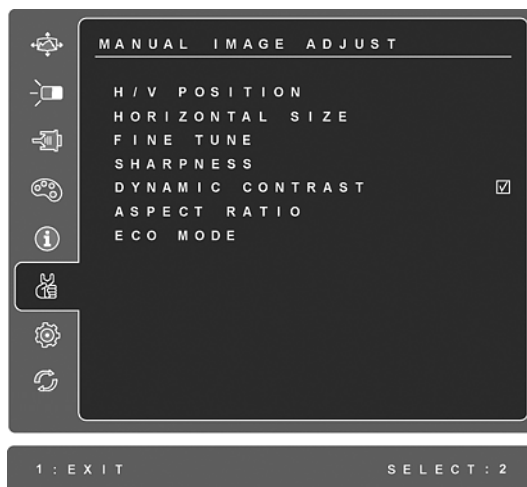 MANUAL IMAGE ADJUST
H/V POSITION
HORIZONTAL SIZE
FINE TUNE
SHARPNESS
DYNAMIC CONTRAST
ASPECT RATIO
ECO MODE
1:EXIT SELECT:2